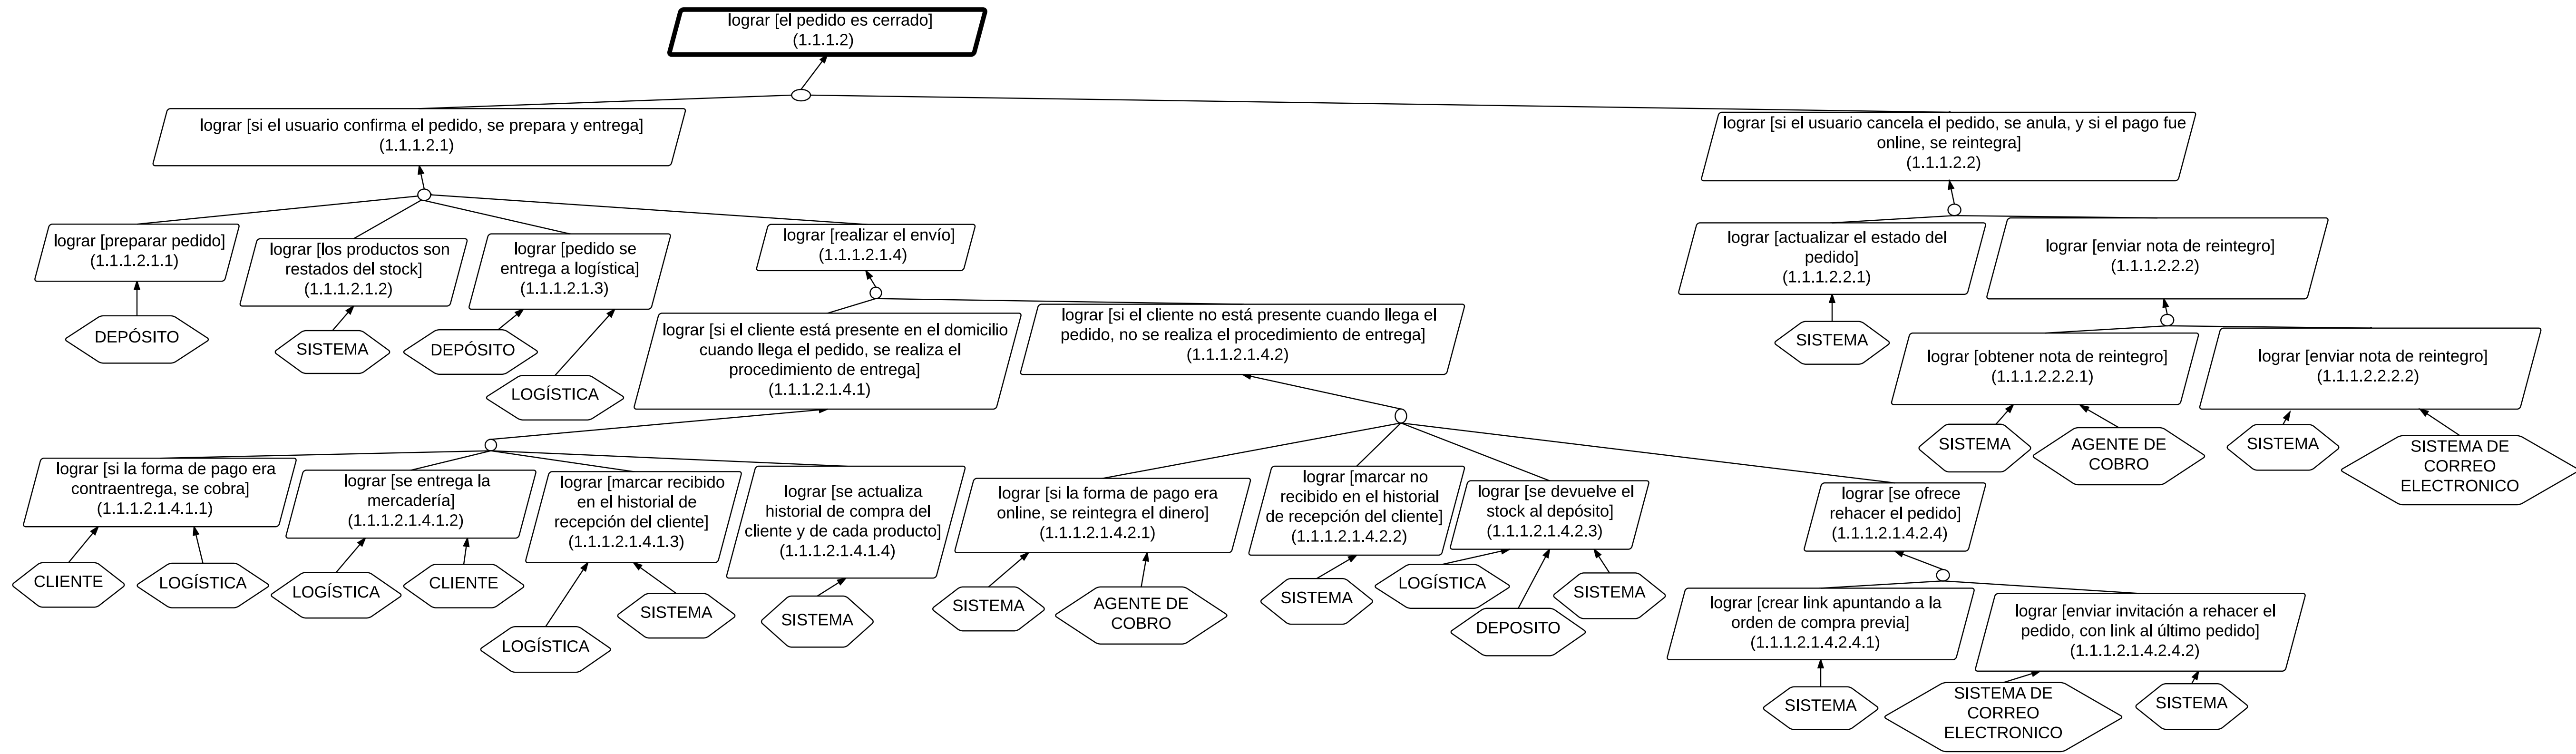 lograr [el pedido es cerrado]
(1.1.1.2)
lograr [si el usuario confirma el pedido, se prepara y entrega]
(1.1.1.2.1)
lograr [si el usuario cancela el pedido, se anula, y si el pago fue
online, se reintegra]
(1.1.1.2.2)
lograr [preparar pedido]
(1.1.1.2.1.1)
DEPÓSITO
lograr [los productos son
restados del stock]
(1.1.1.2.1.2)
SISTEMA
lograr [pedido se
entrega a logística]
(1.1.1.2.1.3)
DEPÓSITO
LOGÍSTICA
lograr [realizar el envío]
(1.1.1.2.1.4)
lograr [actualizar el estado del
pedido]
(1.1.1.2.2.1)
SISTEMA
lograr [enviar nota de reintegro]
(1.1.1.2.2.2)
lograr [si el cliente está presente en el domicilio
cuando llega el pedido, se realiza el
procedimiento de entrega]
(1.1.1.2.1.4.1)
lograr [si el cliente no está presente cuando llega el
pedido, no se realiza el procedimiento de entrega]
(1.1.1.2.1.4.2)
lograr [obtener nota de reintegro]
(1.1.1.2.2.2.1)
SISTEMA
AGENTE DE
COBRO
lograr [enviar nota de reintegro]
(1.1.1.2.2.2.2)
SISTEMA
SISTEMA DE
CORREO
ELECTRONICO
lograr [si la forma de pago era
contraentrega, se cobra]
(1.1.1.2.1.4.1.1)
CLIENTE
LOGÍSTICA
lograr [se entrega la
mercadería]
(1.1.1.2.1.4.1.2)
LOGÍSTICA
CLIENTE
lograr [marcar recibido
en el historial de
recepción del cliente]
(1.1.1.2.1.4.1.3)
LOGÍSTICA
SISTEMA
lograr [se actualiza
historial de compra del
cliente y de cada producto]
(1.1.1.2.1.4.1.4)
SISTEMA
lograr [si la forma de pago era
online, se reintegra el dinero]
(1.1.1.2.1.4.2.1)
SISTEMA
AGENTE DE
COBRO
lograr [marcar no
recibido en el historial
de recepción del cliente]
(1.1.1.2.1.4.2.2)
SISTEMA
lograr [se devuelve el
stock al depósito]
(1.1.1.2.1.4.2.3)
LOGÍSTICA
DEPOSITO
SISTEMA
lograr [se ofrece
rehacer el pedido]
(1.1.1.2.1.4.2.4)
lograr [crear link apuntando a la
orden de compra previa]
(1.1.1.2.1.4.2.4.1)
SISTEMA
lograr [enviar invitación a rehacer el
pedido, con link al último pedido]
(1.1.1.2.1.4.2.4.2)
SISTEMA DE
CORREO
ELECTRONICO
SISTEMA